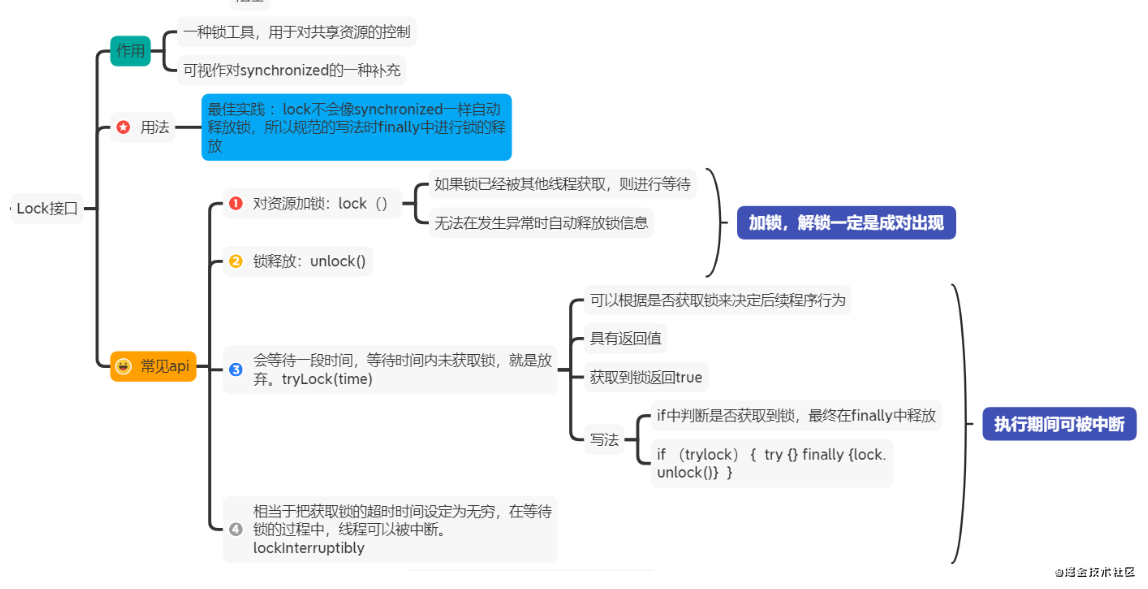 作用
一种锁工具，用于对共享资源的控制
可视作对synchronized的一种补充
用法
最佳实践 ：lock不会像synchronized一样自动
释放锁，所以规范的写法时finally中进行锁的释
放
Lock接口
常见api
1 对资源加锁：lock（）
如果锁已经被其他线程获取，则进行等待
无法在发生异常时自动释放锁信息
2 锁释放：unlock()
加锁，解锁一定是成对出现
3 会等待一段时间，等待时间内未获取锁，就是放
弃。tryLock(time)
可以根据是否获取锁来决定后续程序行为
具有返回值
获取到锁返回true
写法
if中判断是否获取到锁，最终在finally中释放
if （trylock）{ try {} finally {lock.
unlock()} }
4 相当于把获取锁的超时时间设定为无穷，在等待
锁的过程中，线程可以被中断。
lockInterruptibly
执行期间可被中断
@掘金技术社区